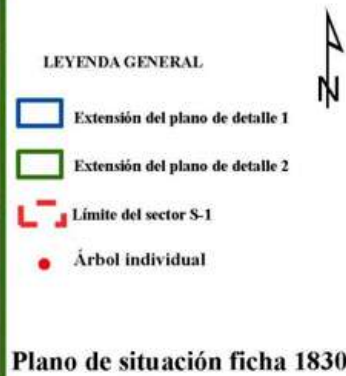 N
LEYENDA GENERAL
Extensión del plano de detalle 1
Extensión del plano de detalle 2
Límite del sector S-1
Árbol individual
Plano de situación ficha 1830